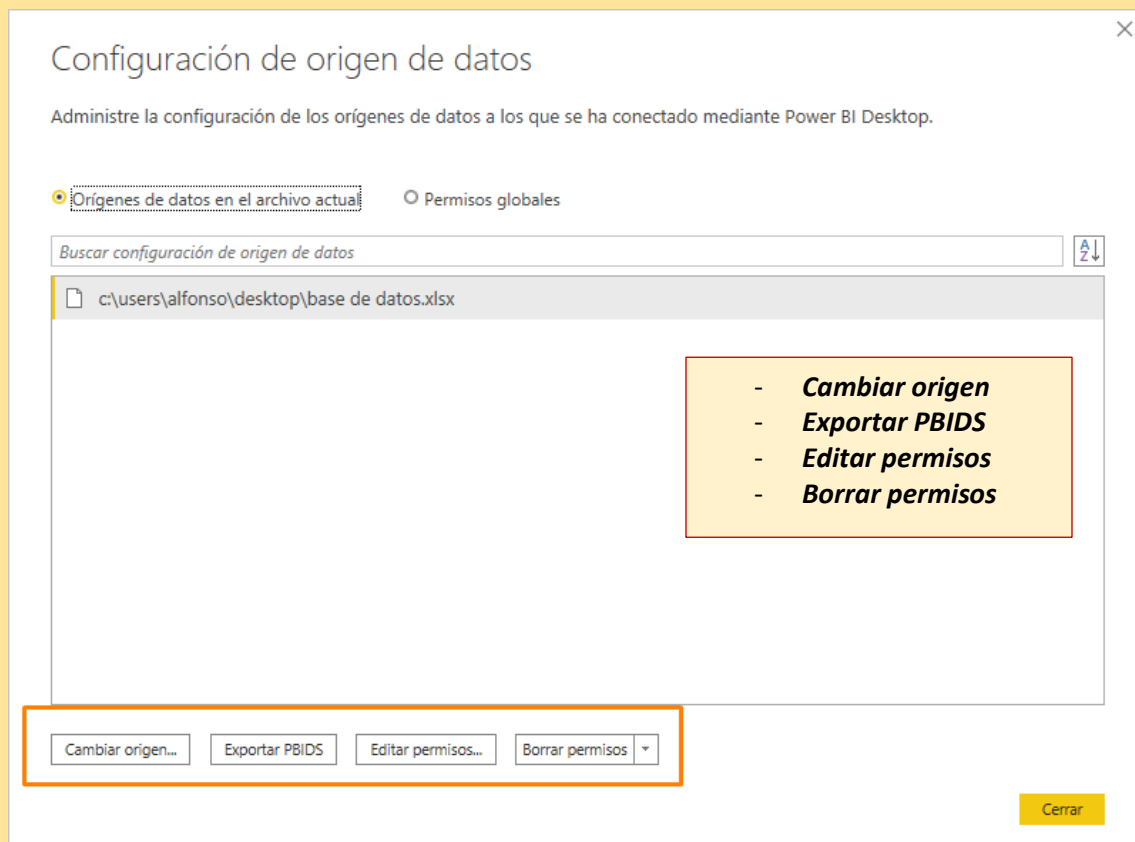 Configuración de origen de datos
Administre la configuración de los orígenes de datos a los que se ha conectado mediante Power BI Desktop.
Orígenes de datos en el archivo actual
Permisos globales
Buscar configuración de origen de datos
A
Z
c:\users\alfonso\desktop\base de datos.xlsx
- Cambiar origen
- Exportar PBIDS
- Editar permisos
- Borrar permisos
Cambiar origen...
Exportar PBIDS
Editar permisos...
Borrar permisos
Cerrar